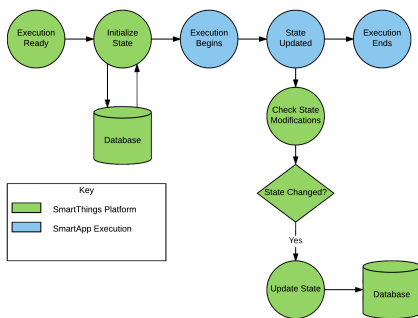 Execution
Ready
Initialize
State
Execution
Begins
State
Updated
Execution
Ends
Database
Check State
Modifications
State Changed?
Yes
Update State
Database
Key
SmartThings Platform
SmartApp Execution